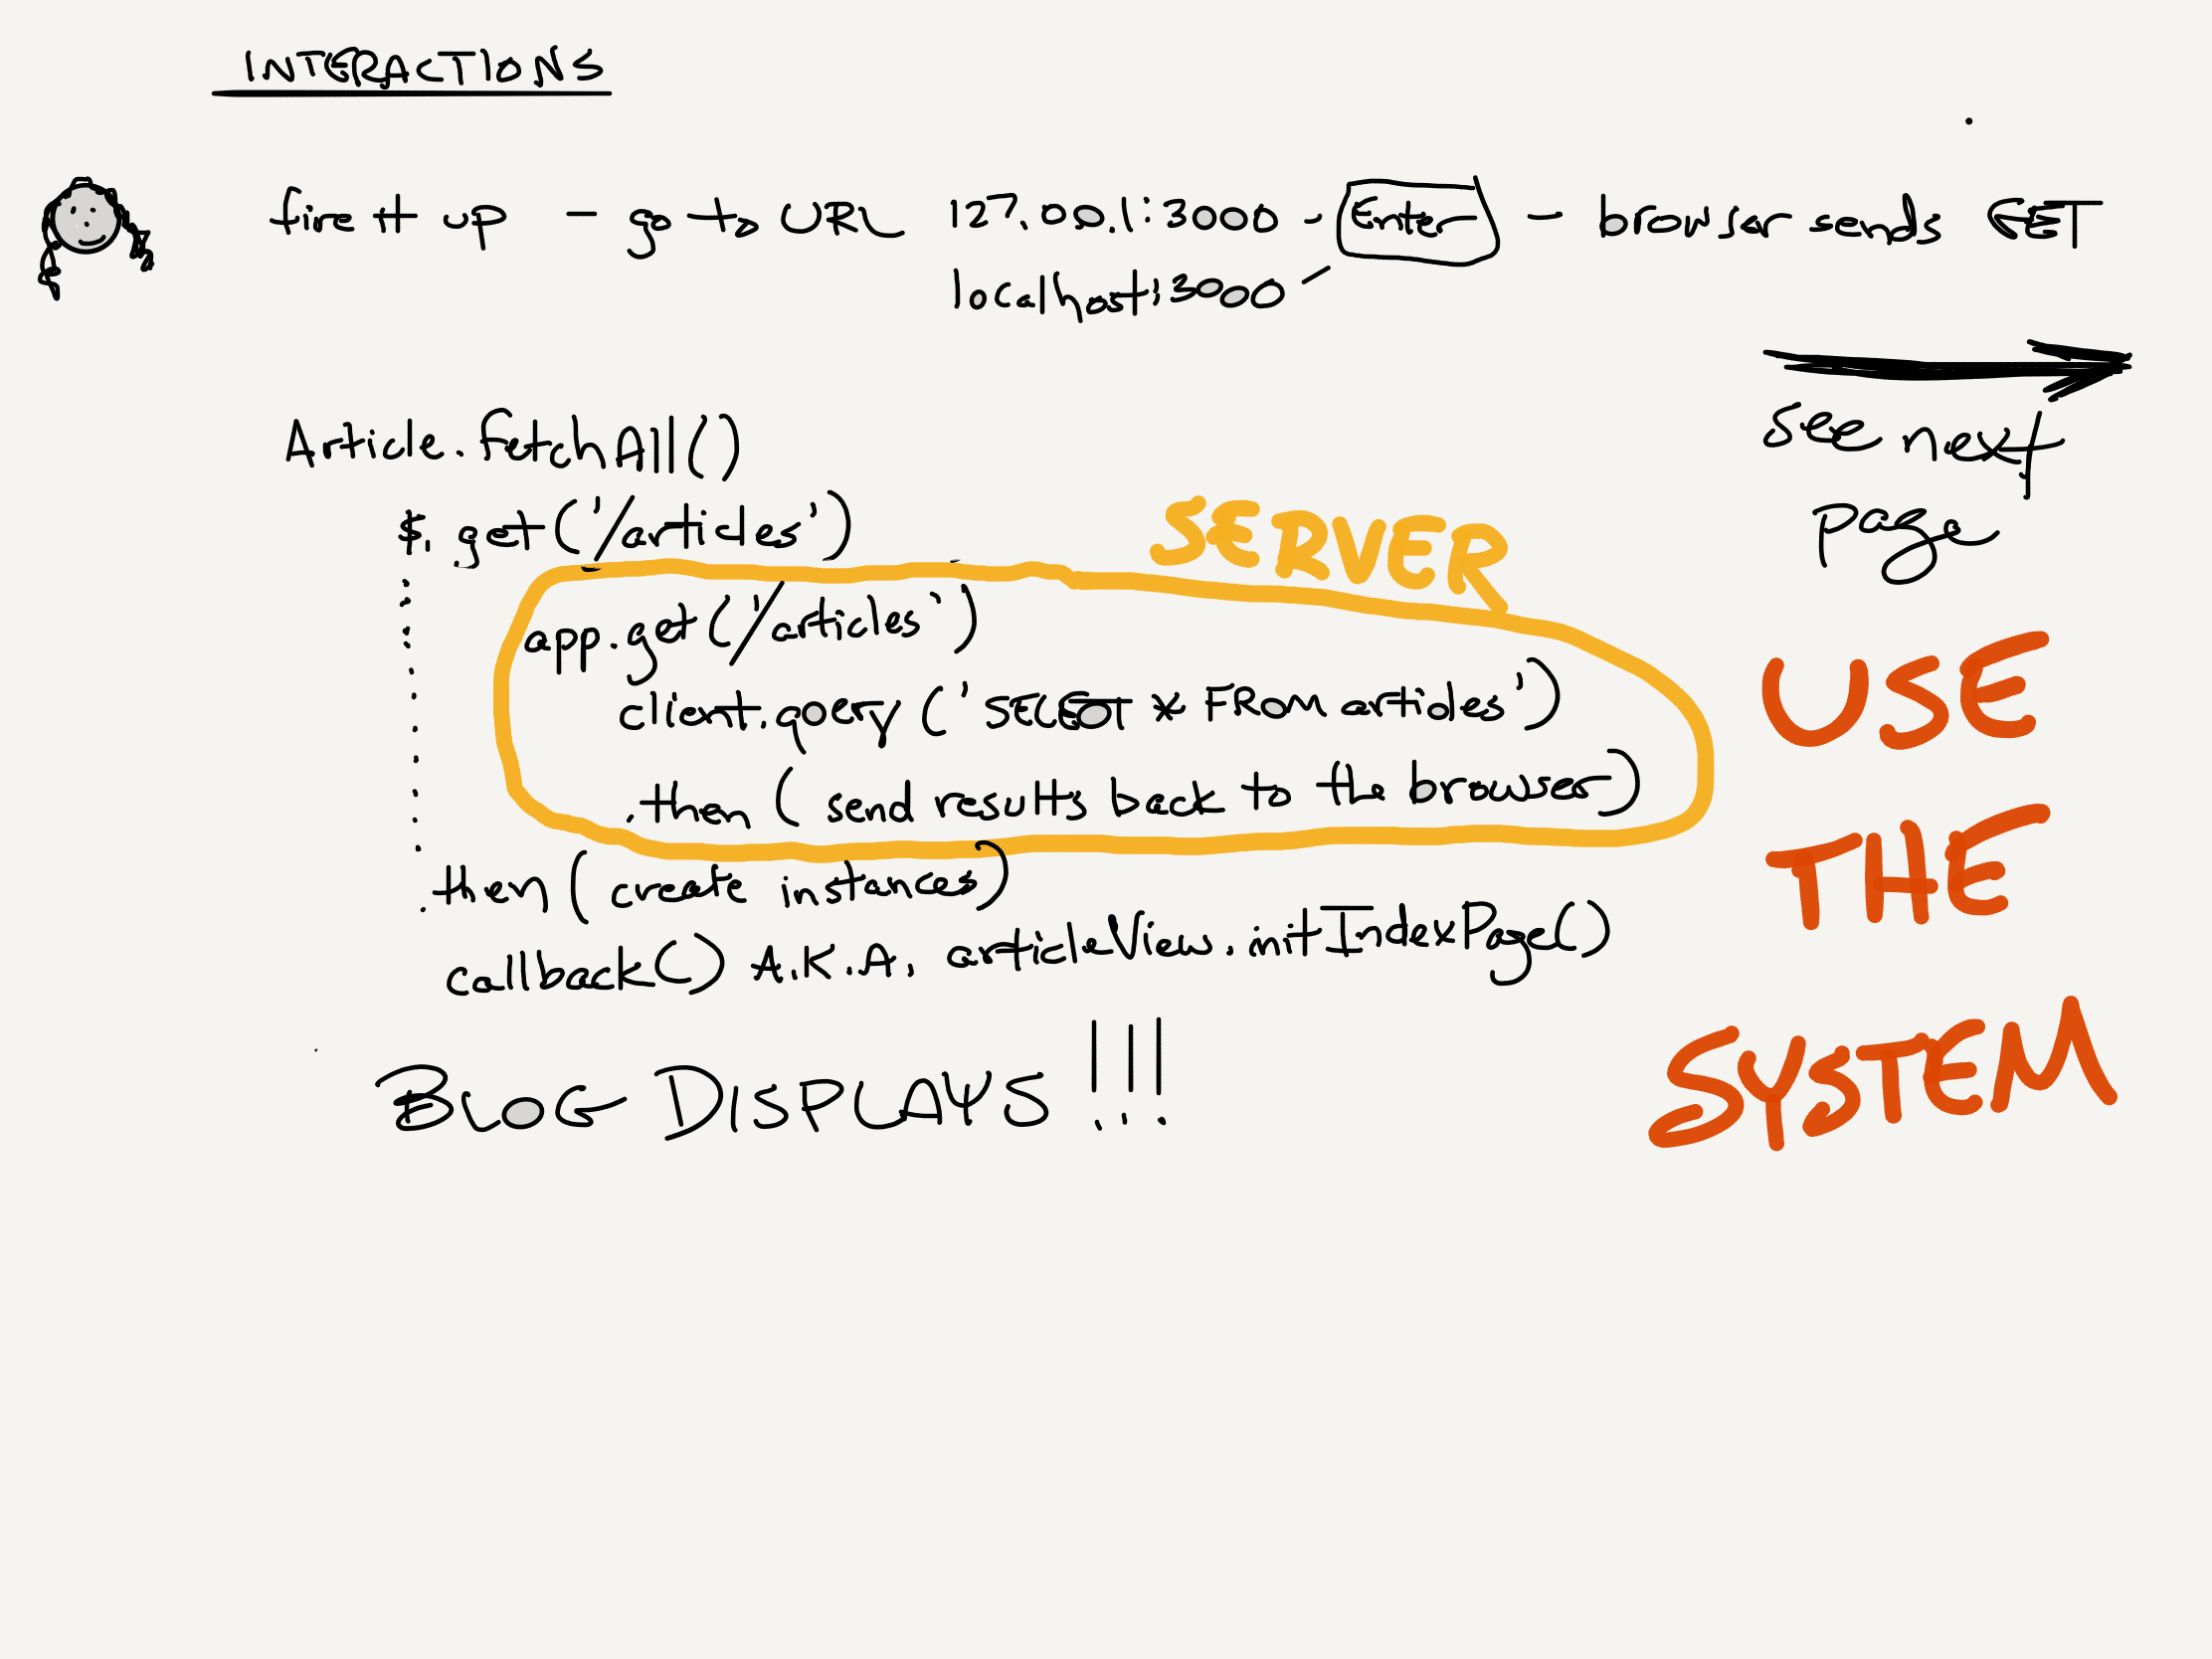 INTERACTIONS
fire it up - go to URL 127.00.1:3000 - Enter - browser sends GET
localhost:3000
see next
page
Article.fetchAll()
$.get('/articles')
SERVER
app.get('/articles')
client.query('SELECT * FROM articles')
.then (send results back to the browser)
.then (create instances)
callback() A.K.A. articleView.initIndexPage()
BLOG DISPLAYS !!!
USE
THE
SYSTEM